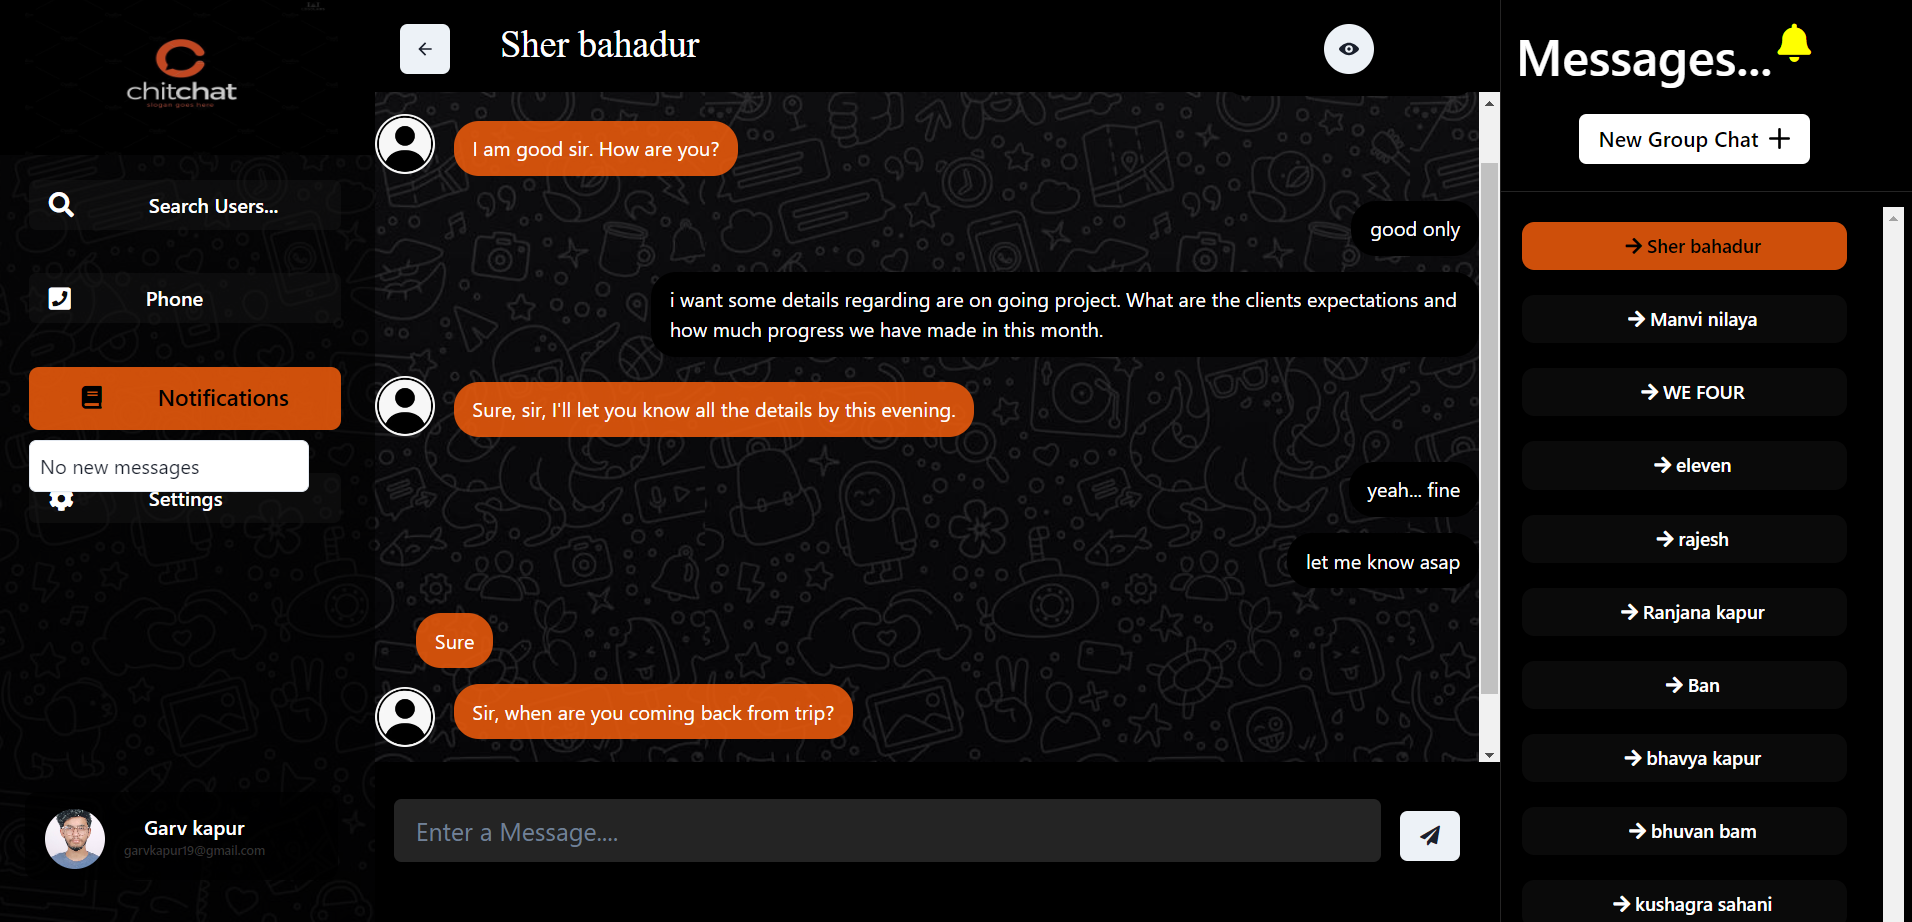 chitchat
slogan goes here
Search Users...
Phone
Notifications
No new messages
Settings
Garv kapur
garvkapur19@gmail.com
Sher bahadur
I am good sir. How are you?
good only
i want some details regarding are on going project. What are the clients expectations and
how much progress we have made in this month.
Sure, sir, I'll let you know all the details by this evening.
yeah... fine
let me know asap
Sure
Sir, when are you coming back from trip?
Enter a Message....
Messages...
New Group Chat
Sher bahadur
Manvi nilaya
WE FOUR
eleven
rajesh
Ranjana kapur
Ban
bhavya kapur
bhuvan bam
kushagra sahani